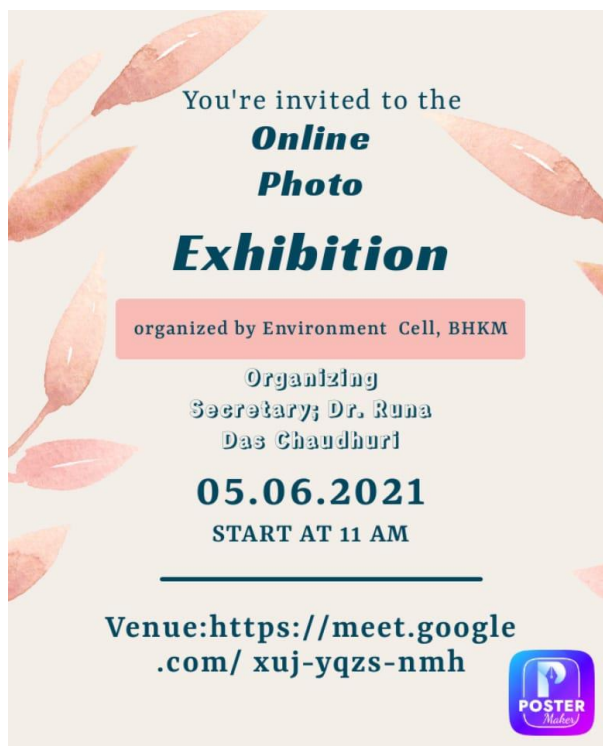 You're invited to the
Online
Photo
Exhibition
organized by Environment Cell, BHKM
Organizing
Secretary; Dr. Runa
Das Chaudhuri
05.06.2021
START AT 11 AM
Venue:https://meet.google
.com/ xuj-yqzs-nmh
POSTER
Maker